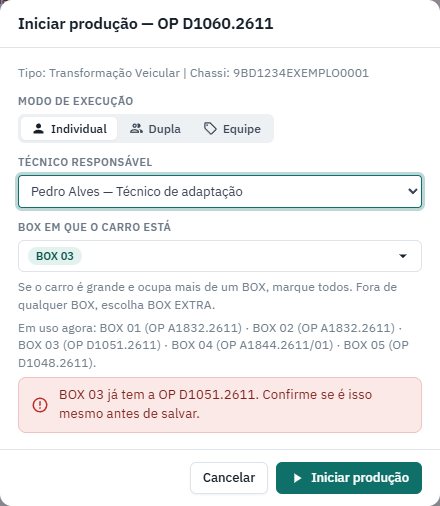 Iniciar produção — OP D1060.2611
Tipo: Transformação Veicular | Chassi: 9BD1234EXEMPLO0001
MODO DE EXECUÇÃO
Individual Dupla Equipe
TÉCNICO RESPONSÁVEL
Pedro Alves — Técnico de adaptação
BOX EM QUE O CARRO ESTÁ
BOX 03
Se o carro é grande e ocupa mais de um BOX, marque todos. Fora de
qualquer BOX, escolha BOX EXTRA.
Em uso agora: BOX 01 (OP A1832.2611) · BOX 02 (OP A1832.2611) ·
BOX 03 (OP D1051.2611) · BOX 04 (OP A1844.2611/01) · BOX 05 (OP
D1048.2611).
BOX 03 já tem a OP D1051.2611. Confirme se é isso
mesmo antes de salvar.
Cancelar Iniciar produção